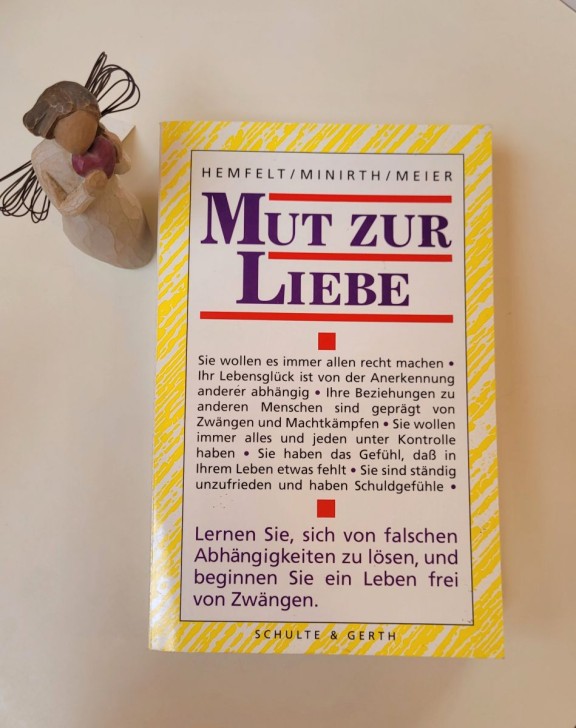 HEMFELT/MINIRTH/MEIER
MUT ZUR
LIEBE
Sie wollen es immer allen recht machen •
Ihr Lebensglück ist von der Anerkennung
anderer abhängig • Ihre Beziehungen zu
anderen Menschen sind geprägt von
Zwängen und Machtkämpfen • Sie wollen
immer alles und jeden unter Kontrolle
haben • Sie haben das Gefühl, daß in
Ihrem Leben etwas fehlt • Sie sind ständig
unzufrieden und haben Schuldgefühle •
Lernen Sie, sich von falschen
Abhängigkeiten zu lösen, und
beginnen Sie ein Leben frei
von Zwängen.
SCHULTE & GERTH